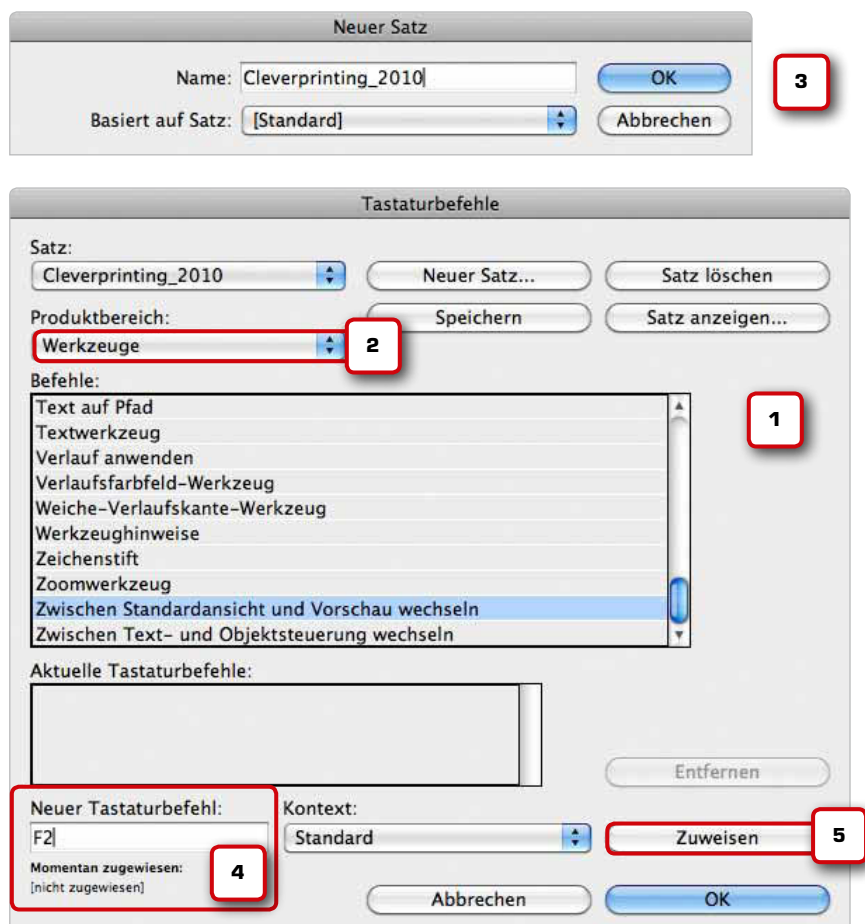 Neuer Satz
Name: Cleverprinting_2010 OK
3
Basiert auf Satz: [Standard] Abbrechen
Tastaturbefehle
Satz:
Cleverprinting_2010 Neuer Satz... Satz löschen
Produktbereich: Speichern Satz anzeigen...
Werkzeuge 2
Befehle:
1
Text auf Pfad
Textwerkzeug
Verlauf anwenden
Verlaufsfarbfeld-Werkzeug
Weiche-Verlaufskante-Werkzeug
Werkzeughinweise
Zeichenstift
Zoomwerkzeug
Zwischen Standardansicht und Vorschau wechseln
Zwischen Text- und Objektsteuerung wechseln
Aktuelle Tastaturbefehle:
Entfernen
Neuer Tastaturbefehl: Kontext:
F2 Standard Zuweisen 5
Momentan zugewiesen: 4
[nicht zugewiesen]
Abbrechen OK